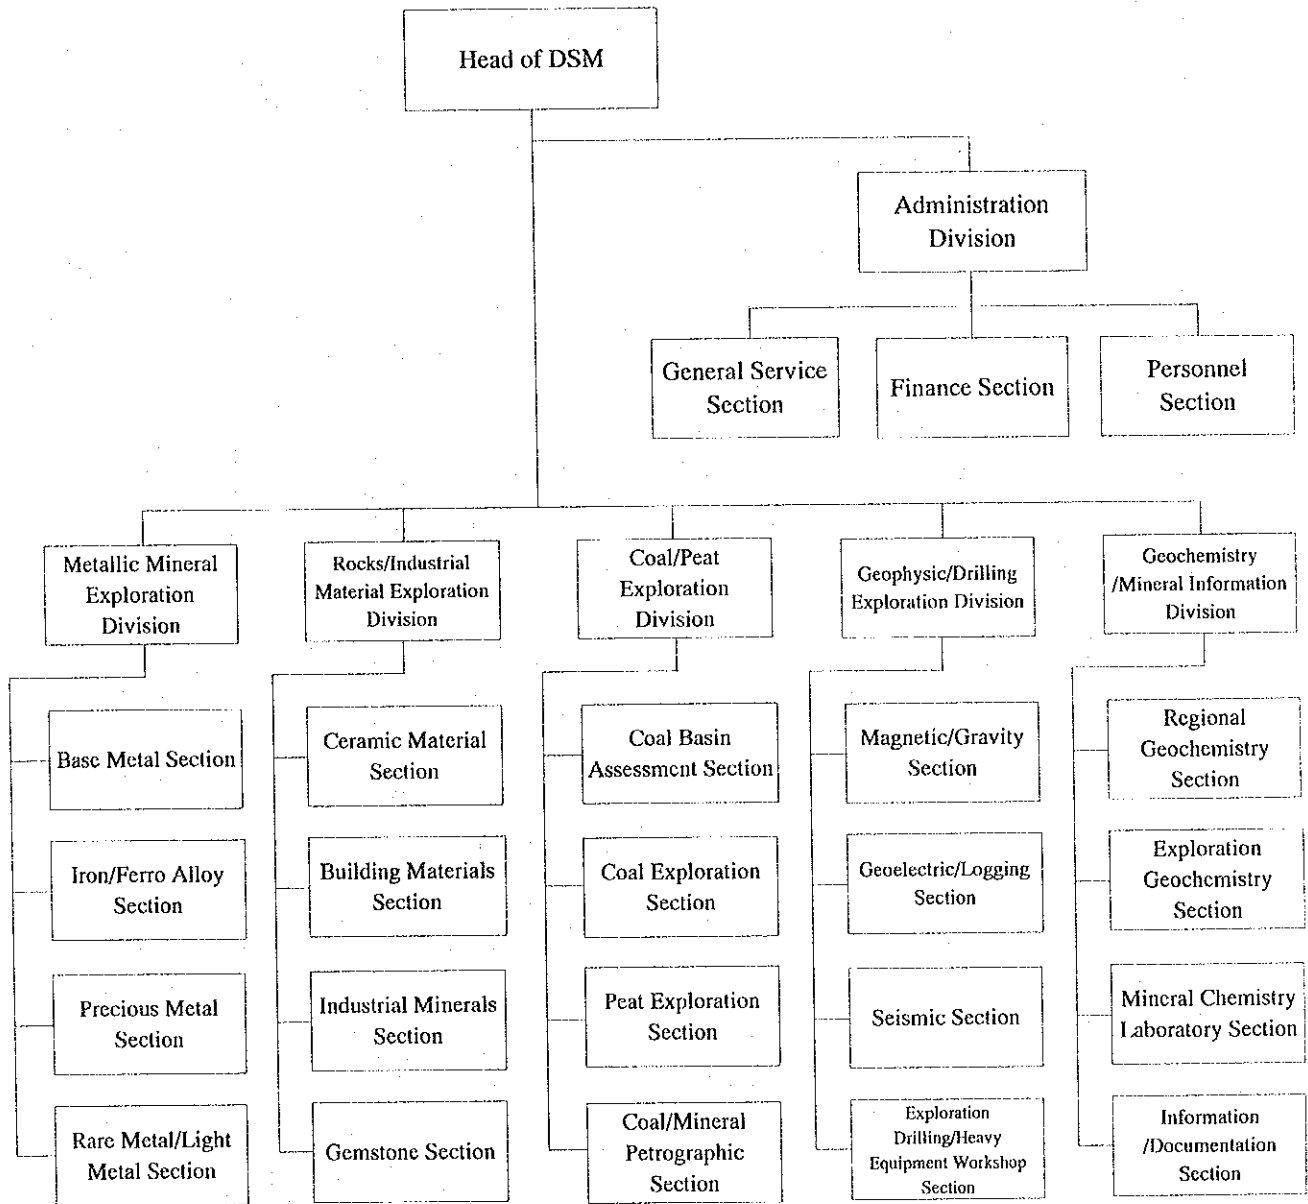 Head of DSM
Administration
Division
General Service
Section
Finance Section
Personnel
Section
Metallic Mineral
Exploration
Division
Rocks/Industrial
Material Exploration
Division
Coal/Peat
Exploration
Division
Geophysic/Drilling
Exploration Division
Geochemistry
/Mineral Information
Division
Base Metal Section
Iron/Ferro Alloy
Section
Precious Metal
Section
Rare Metal/Light
Metal Section
Ceramic Material
Section
Building Materials
Section
Industrial Minerals
Section
Gemstone Section
Coal Basin
Assessment Section
Coal Exploration
Section
Peat Exploration
Section
Coal/Mineral
Petrographic
Section
Magnetic/Gravity
Section
Geoelectric/Logging
Section
Seismic Section
Exploration
Drilling/Heavy
Equipment Workshop
Section
Regional
Geochemistry
Section
Exploration
Geochemistry
Section
Mineral Chemistry
Laboratory Section
Information
/Documentation
Section